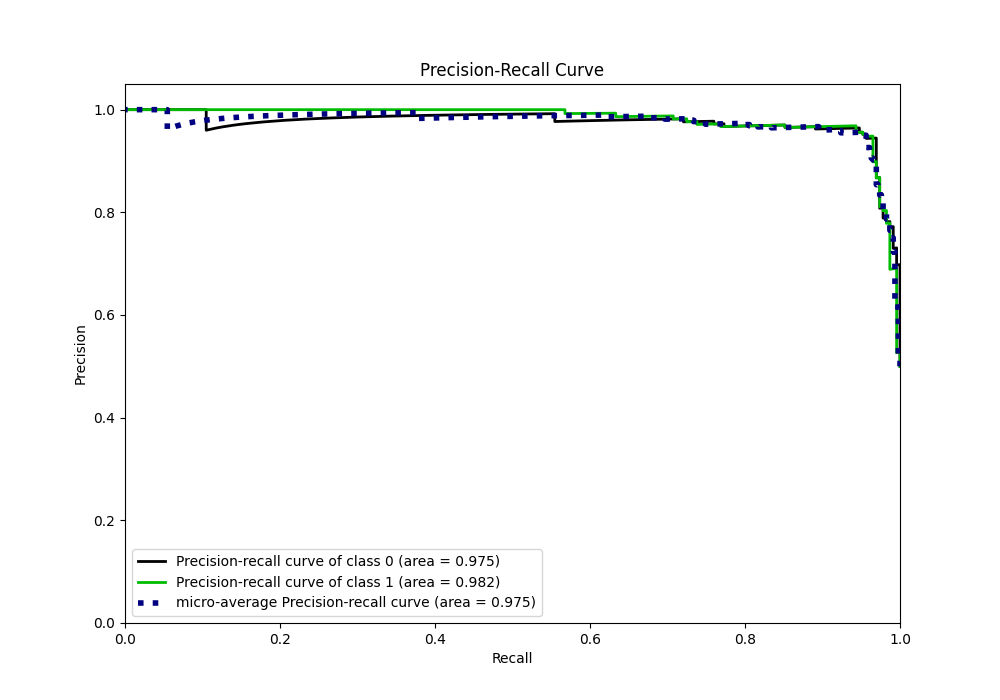 Precision-Recall Curve
1.0
0.8
0.6
0.4
0.2
0.0
Precision
Precision-recall curve of class 0 (area = 0.975)
Precision-recall curve of class 1 (area = 0.982)
micro-average Precision-recall curve (area = 0.975)
0.0 0.2 0.4 0.6 0.8 1.0
Recall